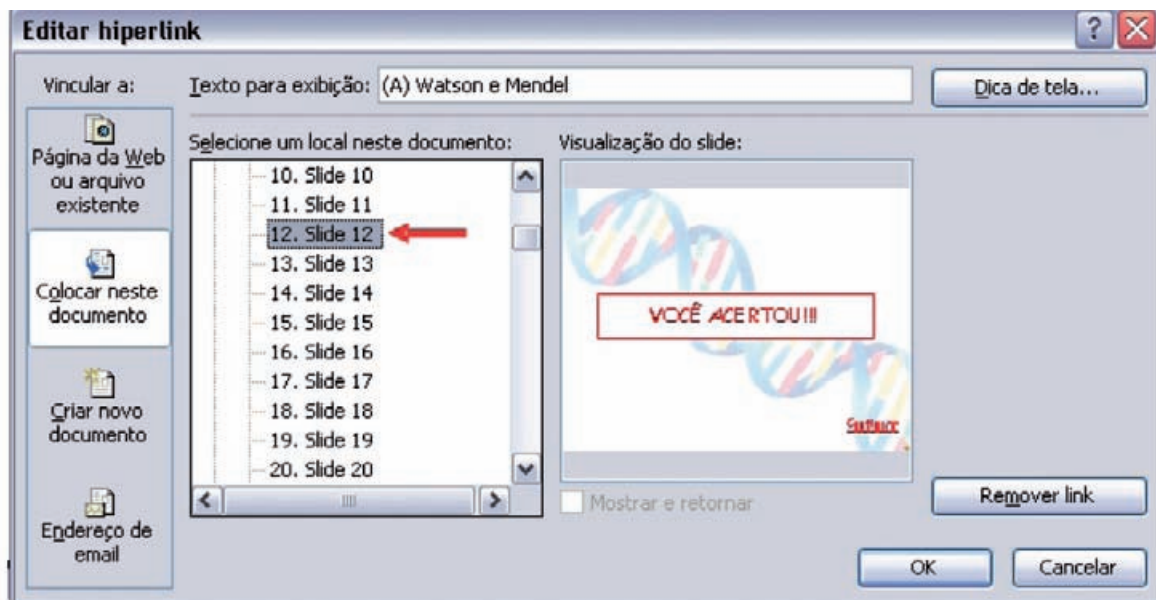 Editar hiperlink
Vincular a:
Texto para exibição: (A) Watson e Mendel
Dica de tela...
Página da Web
ou arquivo
existente
Colocar neste
documento
Criar novo
documento
Endereço de
email
Selecione um local neste documento:
10. Slide 10
11. Slide 11
12. Slide 12
13. Slide 13
14. Slide 14
15. Slide 15
16. Slide 16
17. Slide 17
18. Slide 18
19. Slide 19
20. Slide 20
Visualização do slide:
VOCÊ ACERTOU!!!
Mostrar e retornar
Remover link
OK
Cancelar